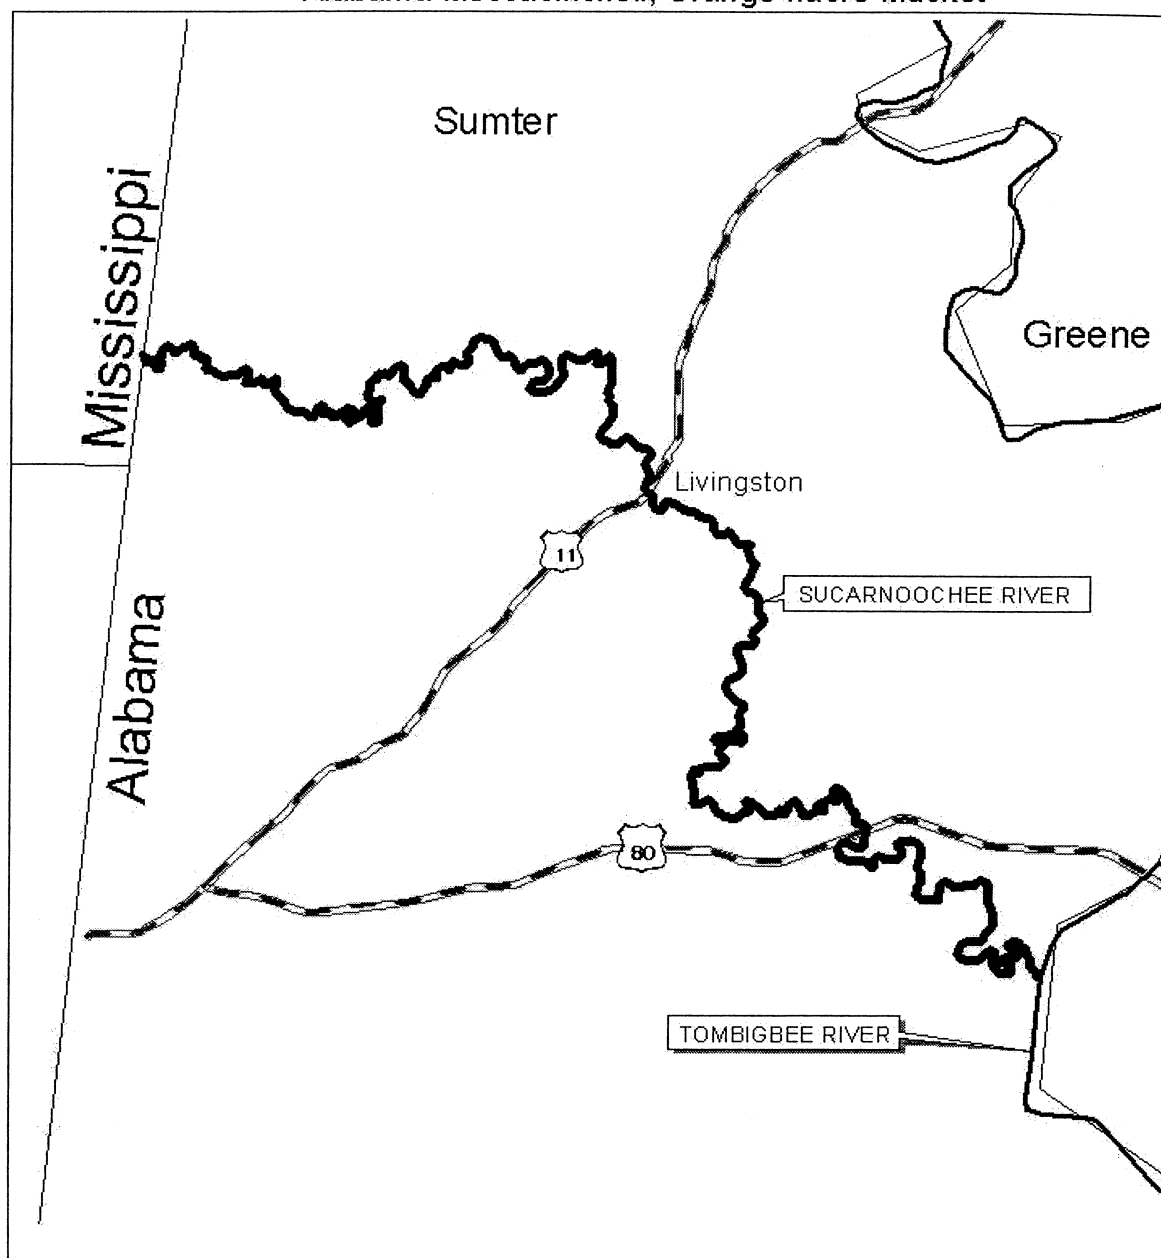 Sumter
Mississippi
Greene
Livingston
11
SUCARNOOCHEE RIVER
Alabama
80
TOMBIGBEE RIVER